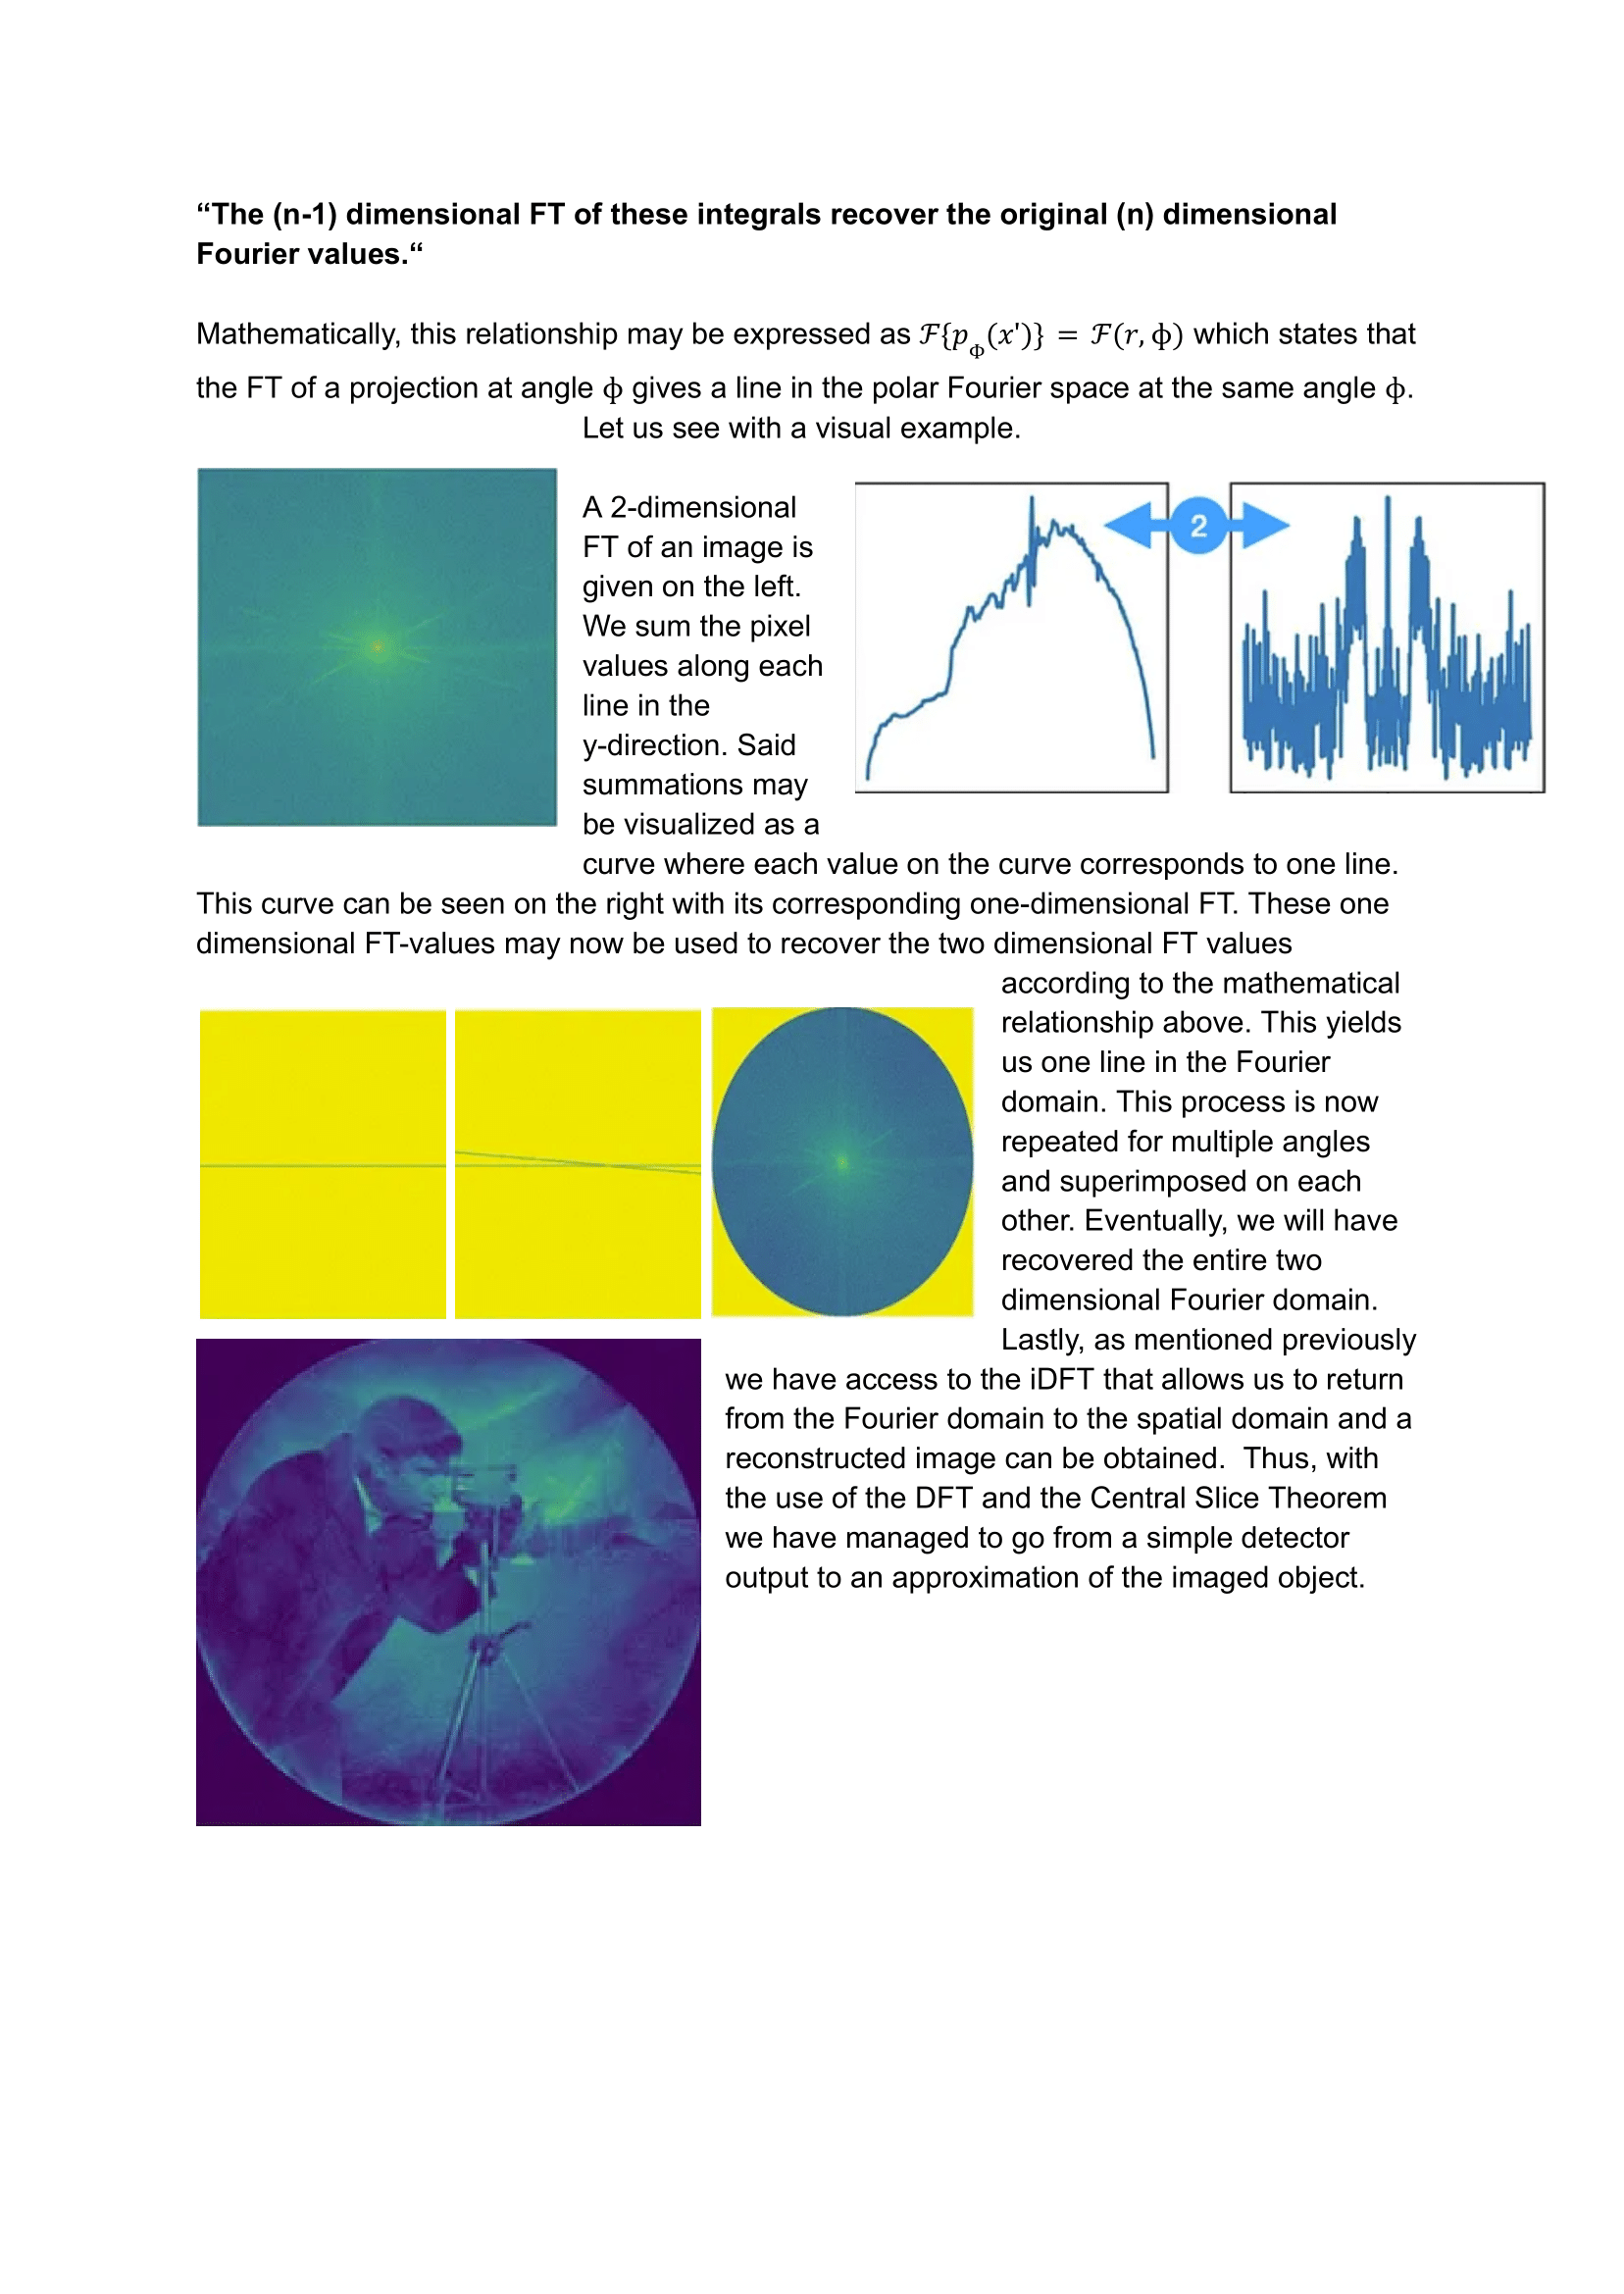 “The (n-1) dimensional FT of these integrals recover the original (n) dimensional
Fourier values.“
Mathematically, this relationship may be expressed as ℱ{p_ϕ(x')} = ℱ(r, ϕ) which states that
the FT of a projection at angle ϕ gives a line in the polar Fourier space at the same angle ϕ.
Let us see with a visual example.
A 2-dimensional
FT of an image is
given on the left.
We sum the pixel
values along each
line in the
y-direction. Said
summations may
be visualized as a
2
curve where each value on the curve corresponds to one line.
This curve can be seen on the right with its corresponding one-dimensional FT. These one
dimensional FT-values may now be used to recover the two dimensional FT values
according to the mathematical
relationship above. This yields
us one line in the Fourier
domain. This process is now
repeated for multiple angles
and superimposed on each
other. Eventually, we will have
recovered the entire two
dimensional Fourier domain.
Lastly, as mentioned previously
we have access to the iDFT that allows us to return
from the Fourier domain to the spatial domain and a
reconstructed image can be obtained.  Thus, with
the use of the DFT and the Central Slice Theorem
we have managed to go from a simple detector
output to an approximation of the imaged object.